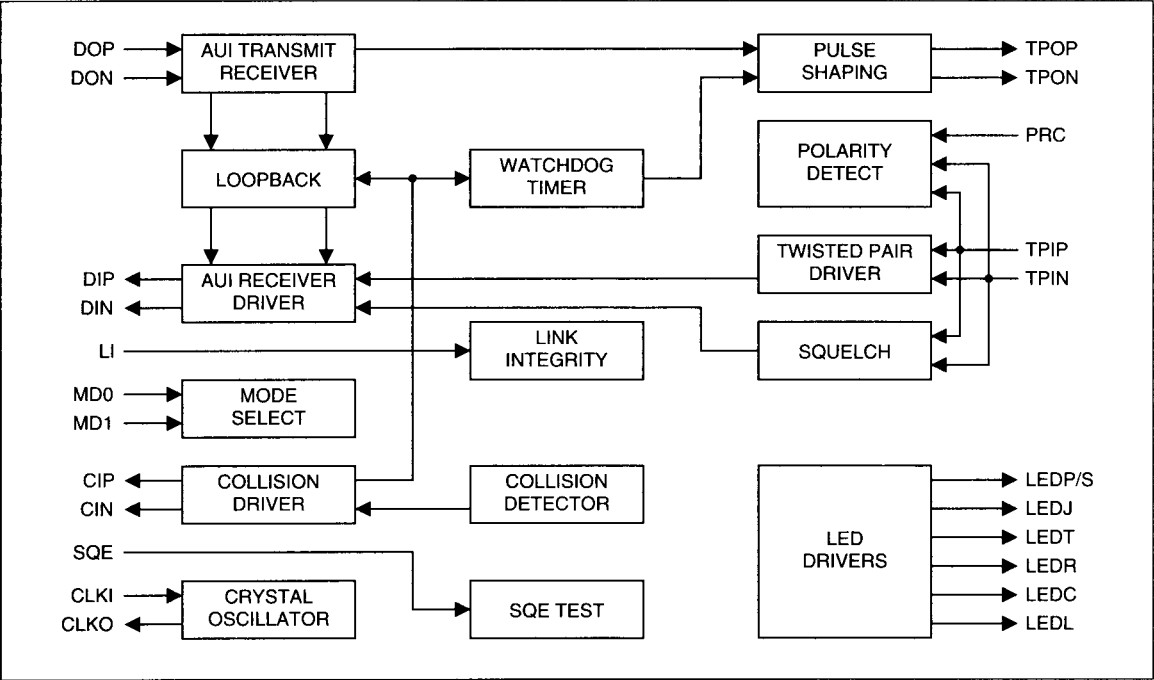 DOP
DON
AUI TRANSMIT
RECEIVER
PULSE
SHAPING
TPOP
TPON
LOOPBACK
WATCHDOG
TIMER
POLARITY
DETECT
PRC
DIP
DIN
AUI RECEIVER
DRIVER
TWISTED PAIR
DRIVER
TPIP
TPIN
LI
LINK
INTEGRITY
SQUELCH
MD0
MD1
MODE
SELECT
CIP
CIN
COLLISION
DRIVER
COLLISION
DETECTOR
LED
DRIVERS
LEDP/S
LEDJ
LEDT
LEDR
LEDC
LEDL
SQE
CLKI
CLKO
CRYSTAL
OSCILLATOR
SQE TEST